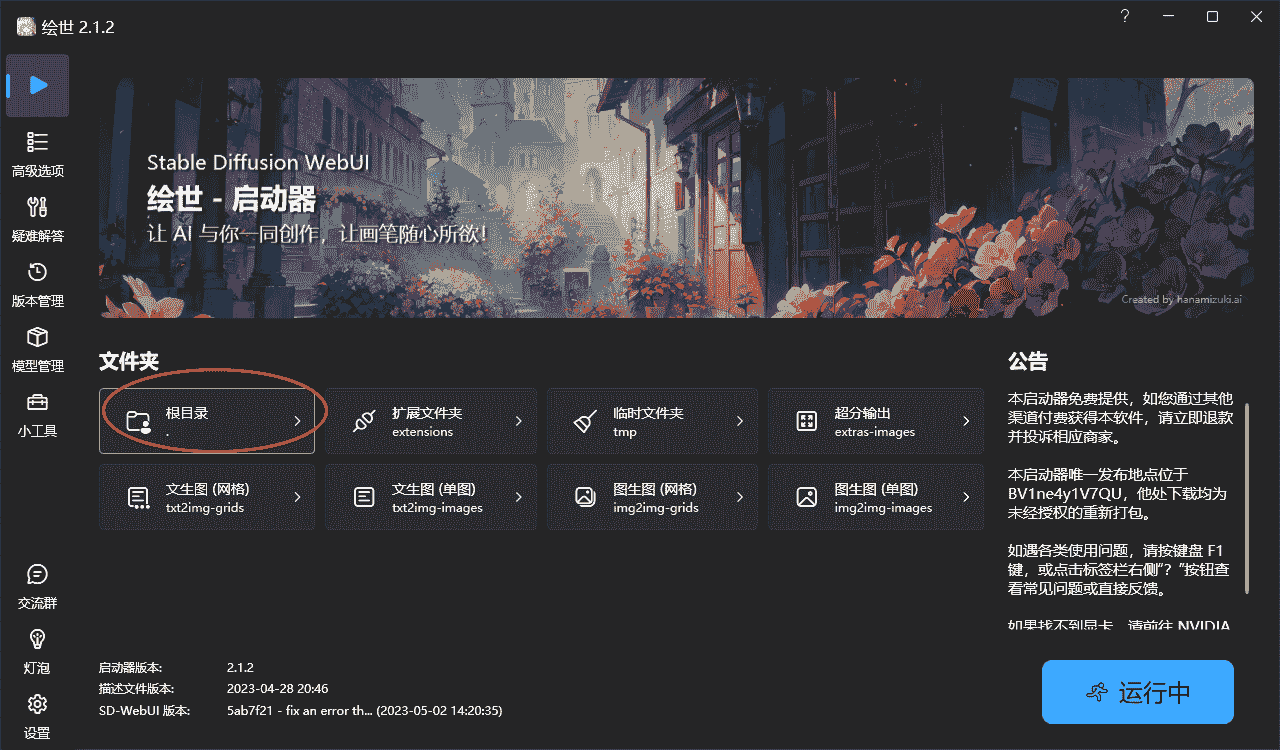 绘世 2.1.2
?
高级选项
疑难解答
版本管理
模型管理
小工具
交流群
灯泡
设置
Stable Diffusion WebUI
绘世 - 启动器
让 AI 与你一同创作，让画笔随心所欲！
Created by hanamizuki.ai
文件夹
根目录
.
扩展文件夹
extensions
临时文件夹
tmp
超分输出
extras-images
文生图 (网格)
txt2img-grids
文生图 (单图)
txt2img-images
图生图 (网格)
img2img-grids
图生图 (单图)
img2img-images
公告
本启动器免费提供，如您通过其他
渠道付费获得本软件，请立即退款
并投诉相应商家。
本启动器唯一发布地点位于
BV1ne4y1V7QU，他处下载均为
未经授权的重新打包。
如遇各类使用问题，请按键盘 F1
键，或点击标签栏右侧“？”按钮查
看常见问题或直接反馈。
如果找不到显卡，请前往 NVIDIA
启动器版本: 2.1.2
描述文件版本: 2023-04-28 20:46
SD-WebUI 版本: 5ab7f21 - fix an error th... (2023-05-02 14:20:35)
运行中